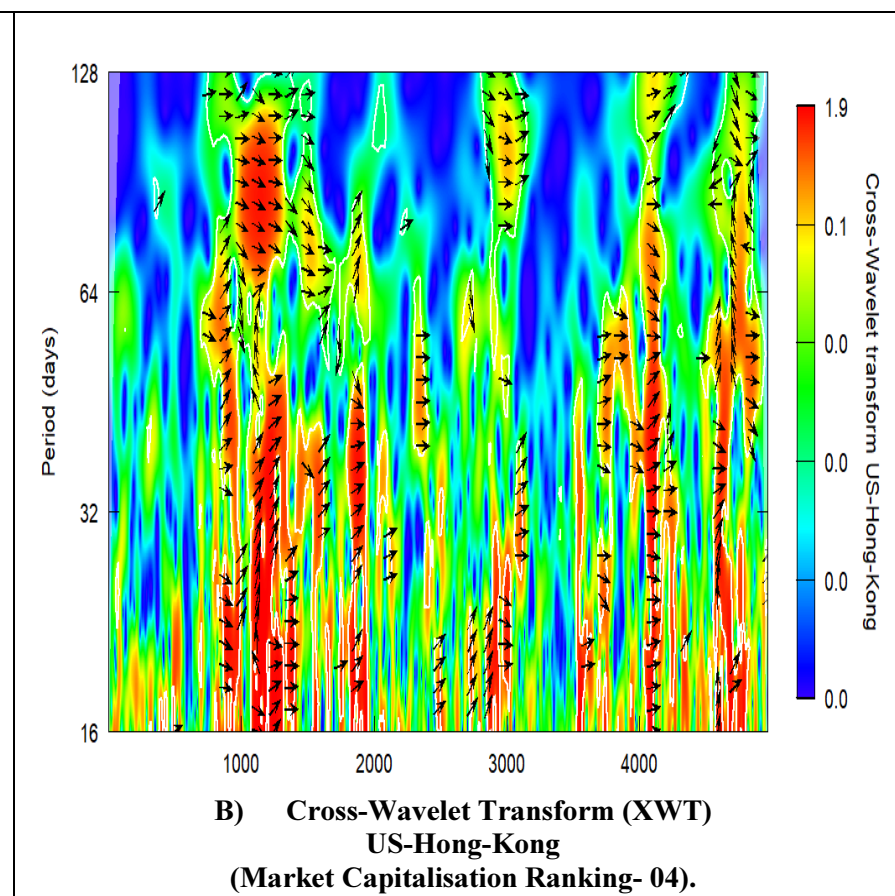 128
64
32
16
Period (days)
1000 2000 3000 4000
1.9
0.1
0.0
0.0
0.0
0.0
Cross-Wavelet transform US-Hong-Kong
B) Cross-Wavelet Transform (XWT)
US-Hong-Kong
(Market Capitalisation Ranking- 04).